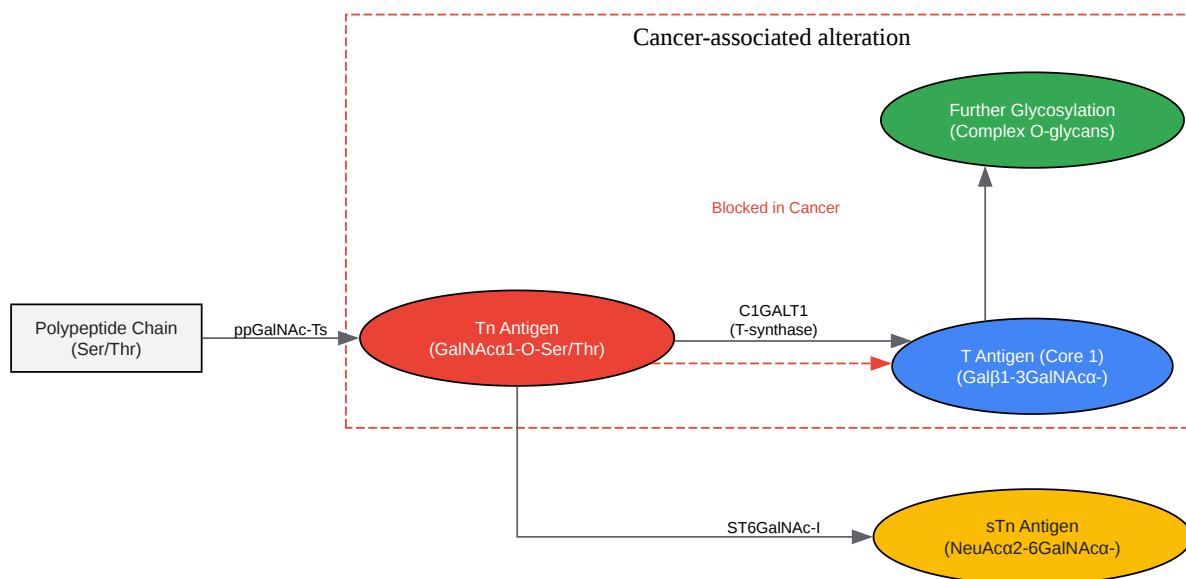 Cancer-associated alteration
Further Glycosylation
(Complex O-glycans)
Blocked in Cancer
Polypeptide Chain
(Ser/Thr)
ppGalNAc-Ts
Tn Antigen
(GalNAcα1-O-Ser/Thr)
C1GALT1
(T-synthase)
T Antigen (Core 1)
(Galβ1-3GalNAcα-)
ST6GalNAc-I
sTn Antigen
(NeuAcα2-6GalNAcα-)